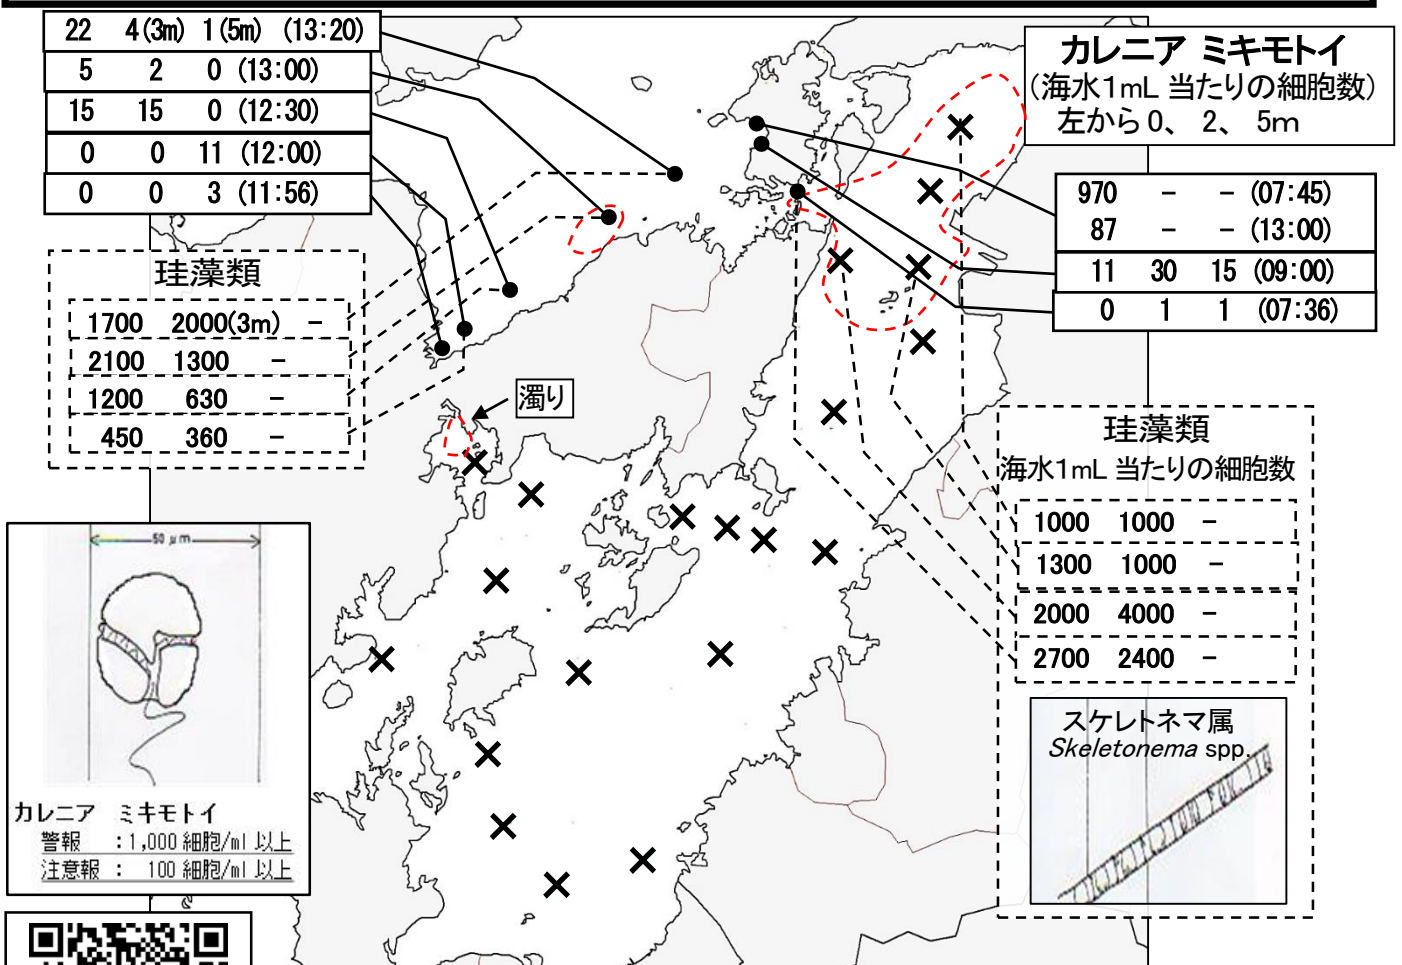 22 4(3m) 1(5m) (13:20)
5 2 0 (13:00)
15 15 0 (12:30)
0 0 11 (12:00)
0 0 3 (11:56)
カレニア ミキモトイ
(海水1mL 当たりの細胞数)
左から 0、 2、 5m
970 - - (07:45)
87 - - (13:00)
11 30 15 (09:00)
0 1 1 (07:36)
珪藻類
1700 2000(3m) -
2100 1300 -
1200 630 -
450 360 -
濁り
珪藻類
海水1mL 当たりの細胞数
1000 1000 -
1300 1000 -
2000 4000 -
2700 2400 -
スケレトネマ属
Skeletonema spp.
50 μm
カレニア ミキモトイ
警報 :1,000 細胞/ml 以上
注意報 : 100 細胞/ml 以上